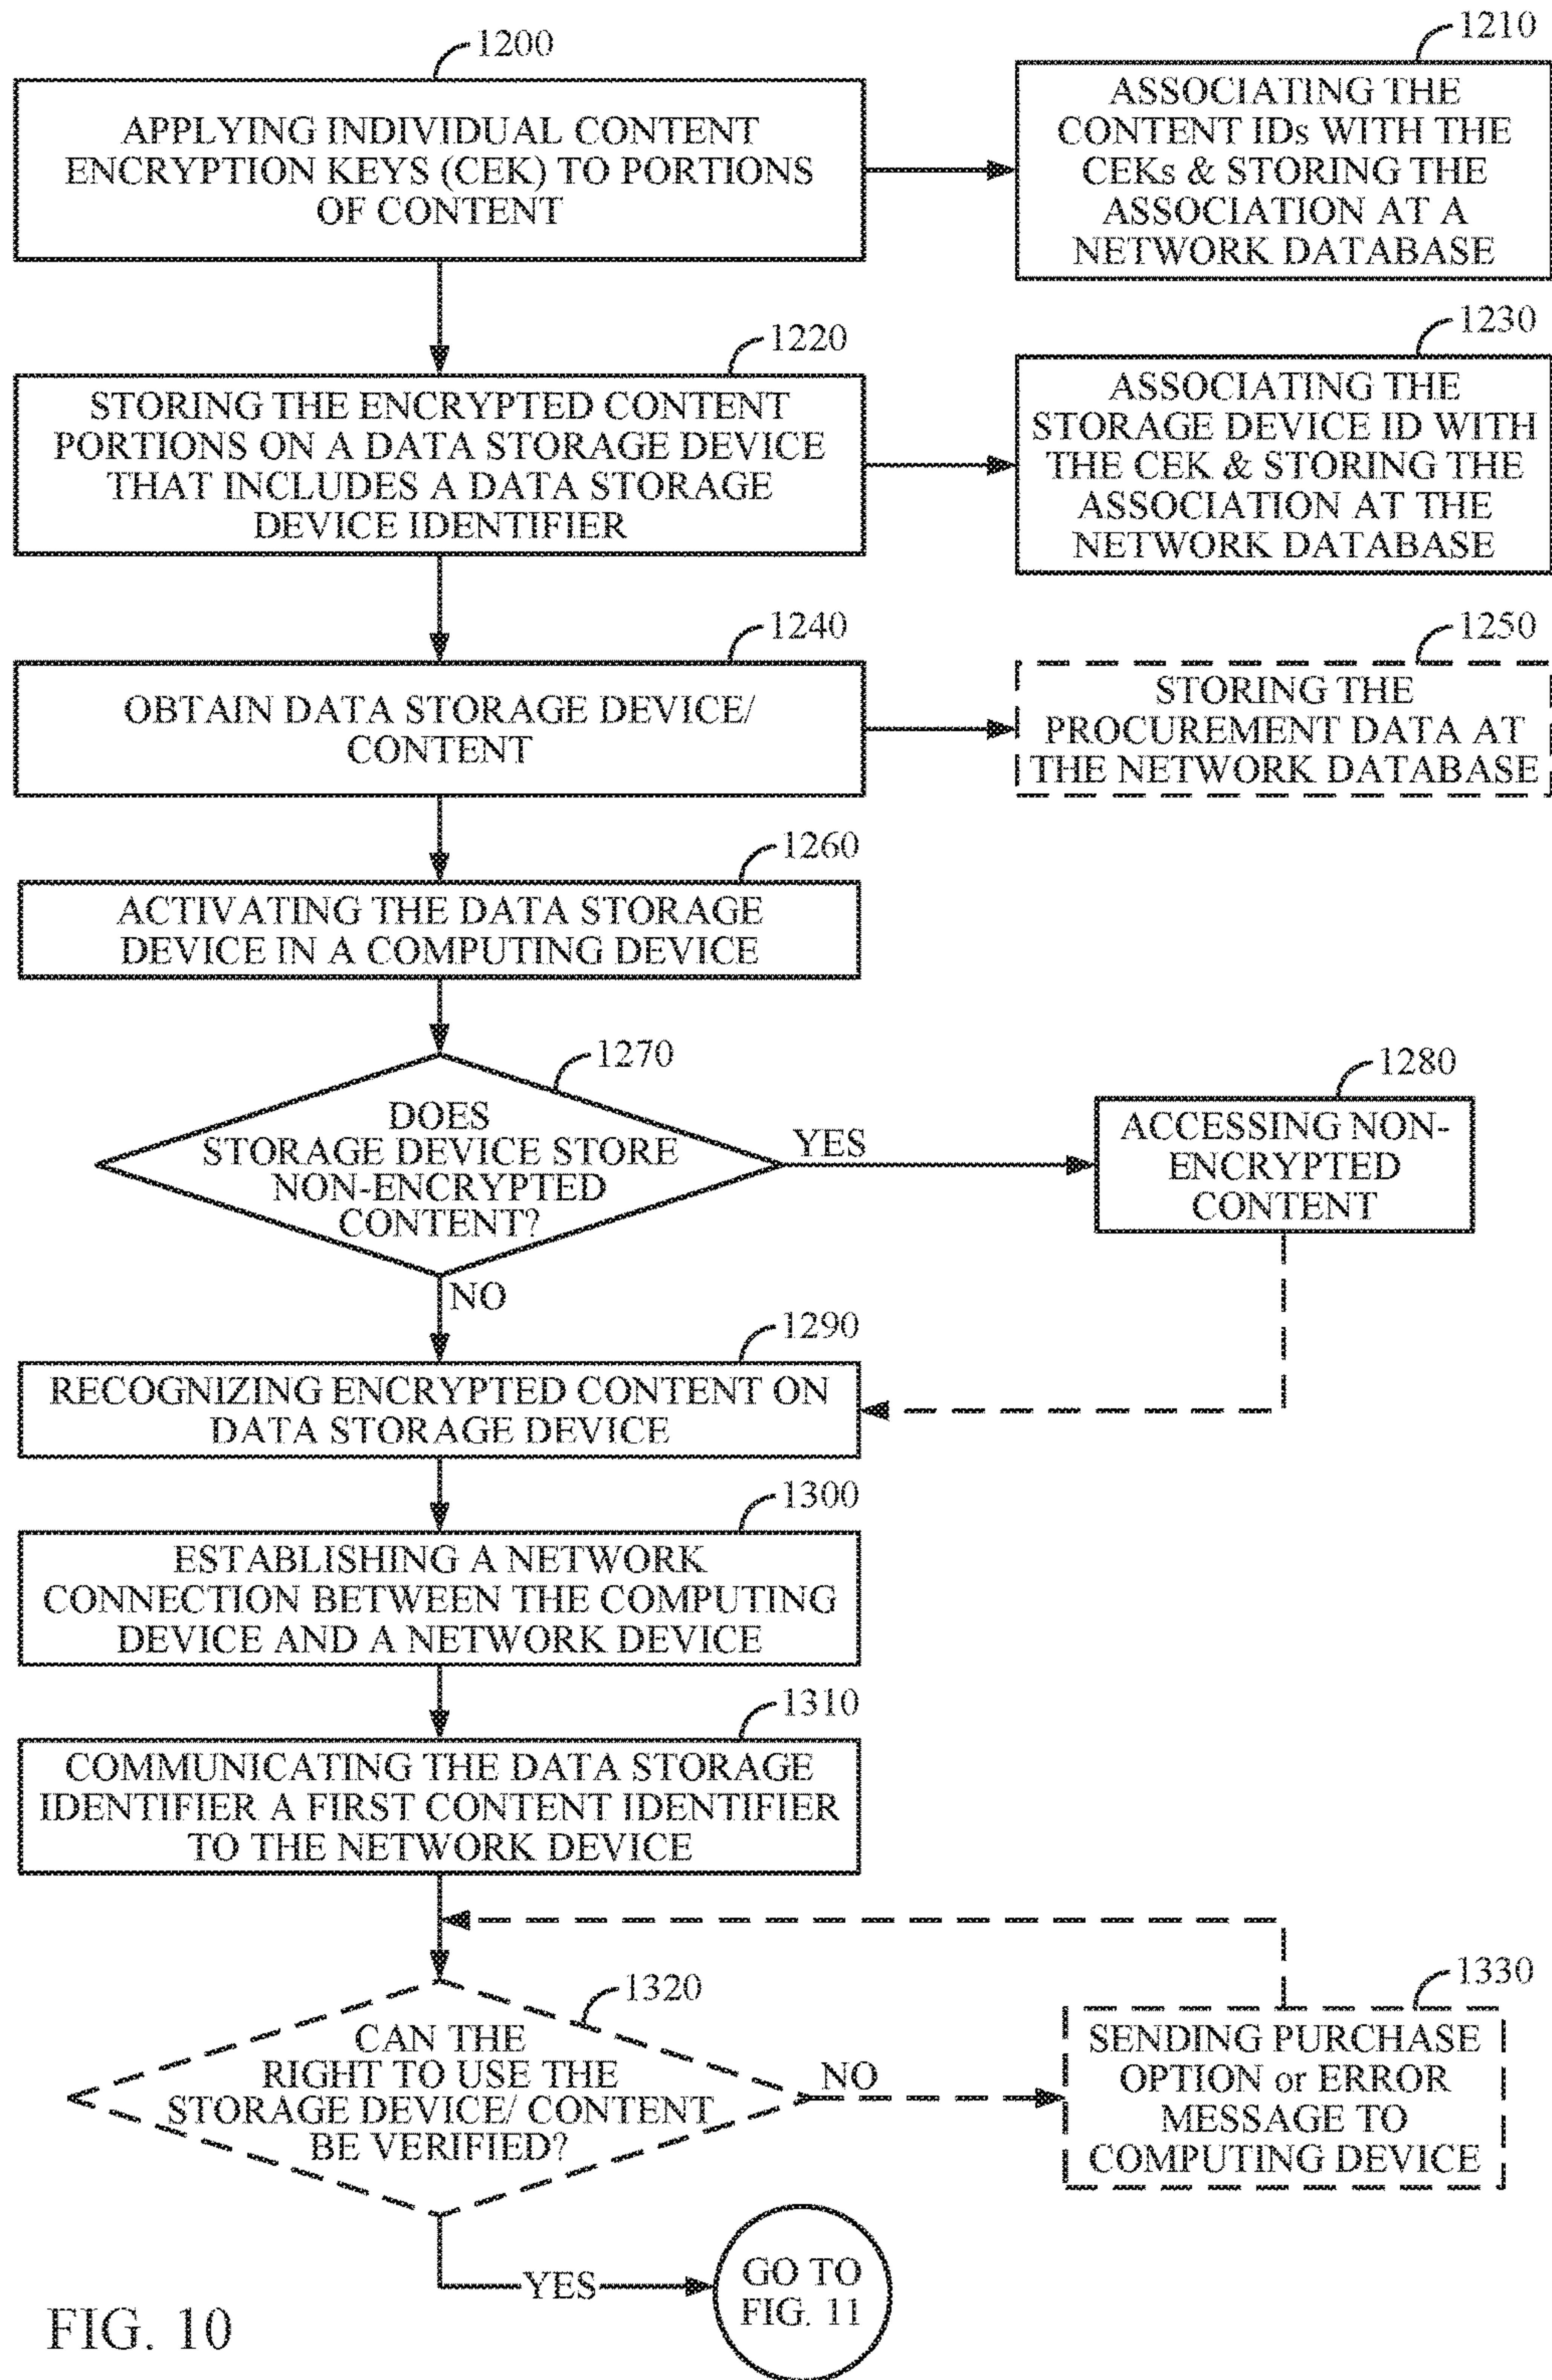 1200
APPLYING INDIVIDUAL CONTENT
ENCRYPTION KEYS (CEK) TO PORTIONS
OF CONTENT
1210
ASSOCIATING THE
CONTENT IDs WITH THE
CEKs & STORING THE
ASSOCIATION AT A
NETWORK DATABASE
1220
STORING THE ENCRYPTED CONTENT
PORTIONS ON A DATA STORAGE DEVICE
THAT INCLUDES A DATA STORAGE
DEVICE IDENTIFIER
1230
ASSOCIATING THE
STORAGE DEVICE ID WITH
THE CEK & STORING THE
ASSOCIATION AT THE
NETWORK DATABASE
1240
OBTAIN DATA STORAGE DEVICE/
CONTENT
1250
STORING THE
PROCUREMENT DATA AT
THE NETWORK DATABASE
1260
ACTIVATING THE DATA STORAGE
DEVICE IN A COMPUTING DEVICE
1270
DOES
STORAGE DEVICE STORE
NON-ENCRYPTED
CONTENT?
YES
NO
1280
ACCESSING NON-
ENCRYPTED
CONTENT
1290
RECOGNIZING ENCRYPTED CONTENT ON
DATA STORAGE DEVICE
1300
ESTABLISHING A NETWORK
CONNECTION BETWEEN THE COMPUTING
DEVICE AND A NETWORK DEVICE
1310
COMMUNICATING THE DATA STORAGE
IDENTIFIER A FIRST CONTENT IDENTIFIER
TO THE NETWORK DEVICE
1320
CAN THE
RIGHT TO USE THE
STORAGE DEVICE/ CONTENT
BE VERIFIED?
NO
1330
SENDING PURCHASE
OPTION or ERROR
MESSAGE TO
COMPUTING DEVICE
YES
GO TO
FIG. 11
FIG. 10